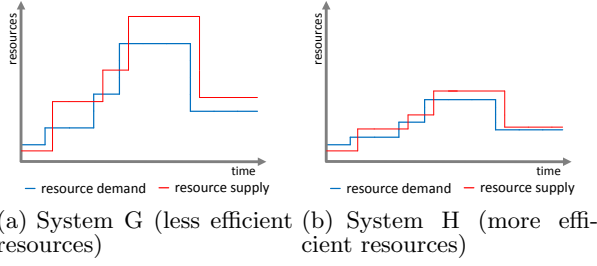 resources
time
resource demand resource supply
resources
time
resource demand resource supply
(a) System G (less efficient
resources)
(b) System H (more effi-
cient resources)